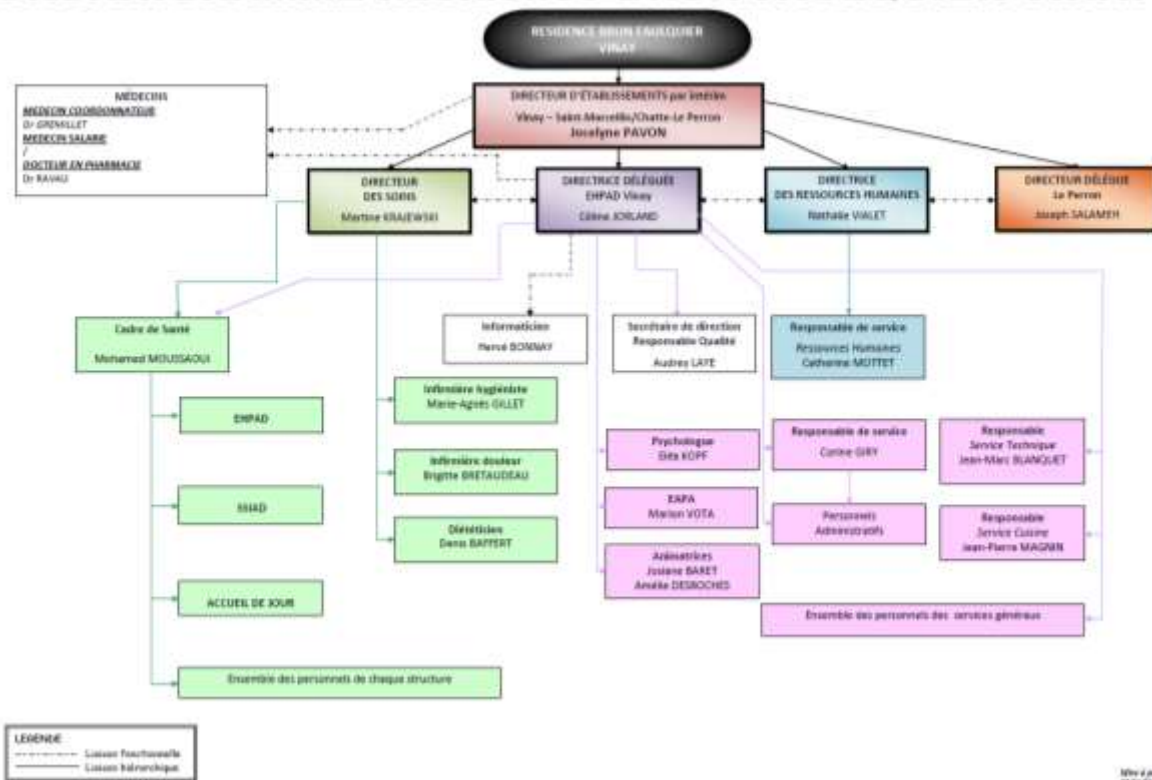 RESIDENCE BRUN FAULQUIER
VINAY
MÉDECINS
MEDECIN COORDONNATEUR
MEDECIN SALARIE
/
DOCTEUR EN PHARMACIE
Dr RAVAU
DIRECTEUR D'ÉTABLISSEMENTS par intérim
Vinay – Saint-Marcellin/Chatte-Le Perron
Jocelyne PAVON
DIRECTEUR
DES SOINS
Martine KRAJEWSKI
DIRECTRICE DÉLÉGUÉE
EHPAD Vinay
Céline JORLAND
DIRECTRICE
DES RESSOURCES HUMAINES
Nathalie VIALET
DIRECTEUR DÉLÉGUÉ
Le Perron
Joseph SALAMEH
Cadre de Santé
Mohamed MOUSSAOUI
Informaticien
Hervé BONNAY
Secrétaire de direction
Responsable Qualité
Audrey LAYE
Responsable de service
Ressources Humaines
Catherine MOTTET
EHPAD
SSIAD
ACCUEIL DE JOUR
Ensemble des personnels de chaque structure
Infirmière hygiéniste
Marie-Agnès GILLET
Infirmière douleur
Brigitte BRETAUDEAU
Diététicien
Denis BAFFERT
Psychologue
KOPF
EAPA
Marion VOTA
Animatrices
Josiane BARET
Amélie DESROCHES
Responsable de service
Corine GIRY
Personnels
Administratifs
Responsable
Service Technique
Jean-Marc BLANQUET
Responsable
Service Cuisine
Jean-Pierre MAGNIN
Ensemble des personnels des services généraux
LEGENDE
Liaison fonctionnelle
Liaison hiérarchique